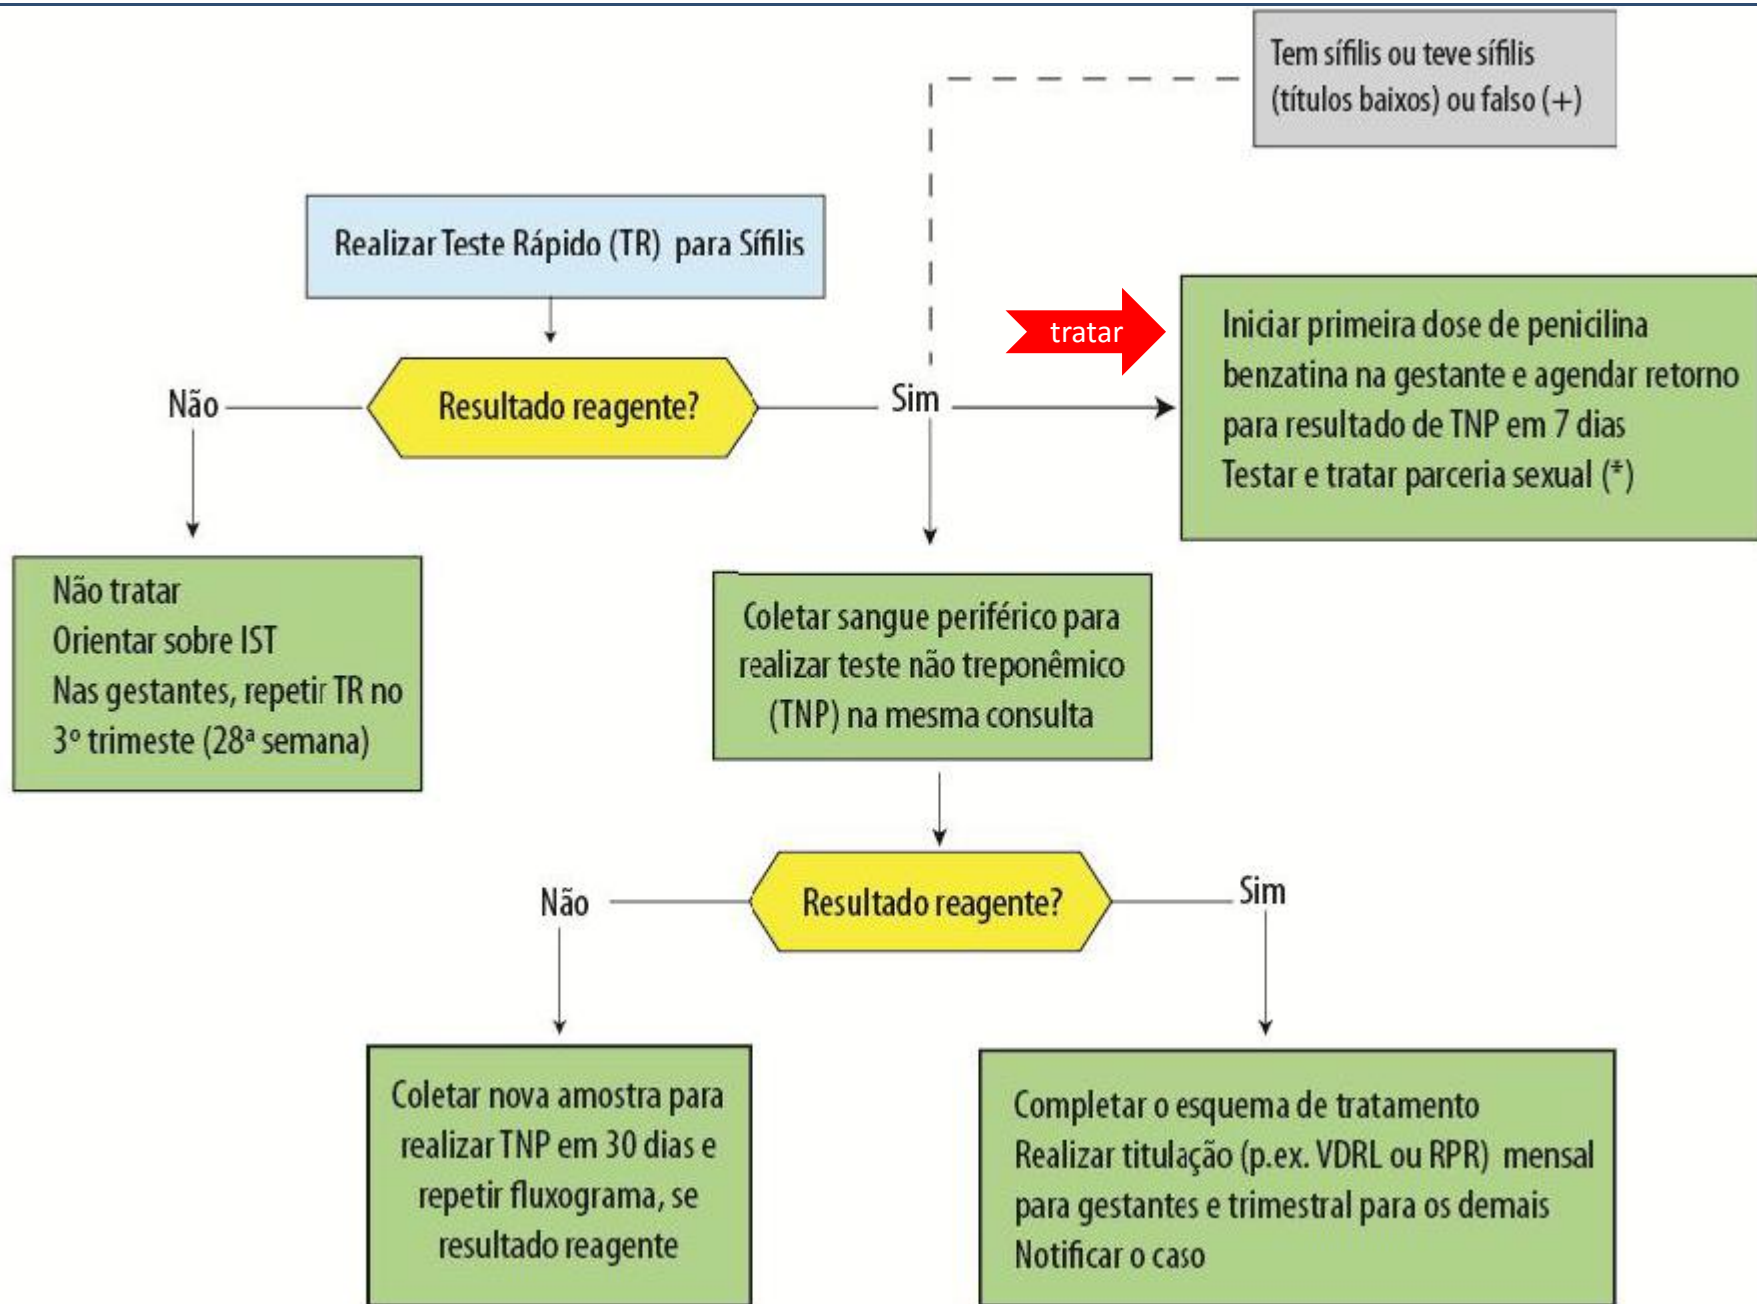 Tem sífilis ou teve sífilis
(títulos baixos) ou falso (+)
Realizar Teste Rápido (TR) para Sífilis
tratar
Iniciar primeira dose de penicilina
benzatina na gestante e agendar retorno
para resultado de TNP em 7 dias
Testar e tratar parceria sexual (*)
Não
Resultado reagente?
Sim
Não tratar
Orientar sobre IST
Nas gestantes, repetir TR no
3º trimeste (28ª semana)
Coletar sangue periférico para
realizar teste não treponêmico
(TNP) na mesma consulta
Não
Resultado reagente?
Sim
Coletar nova amostra para
realizar TNP em 30 dias e
repetir fluxograma, se
resultado reagente
Completar o esquema de tratamento
Realizar titulação (p.ex. VDRL ou RPR) mensal
para gestantes e trimestral para os demais
Notificar o caso